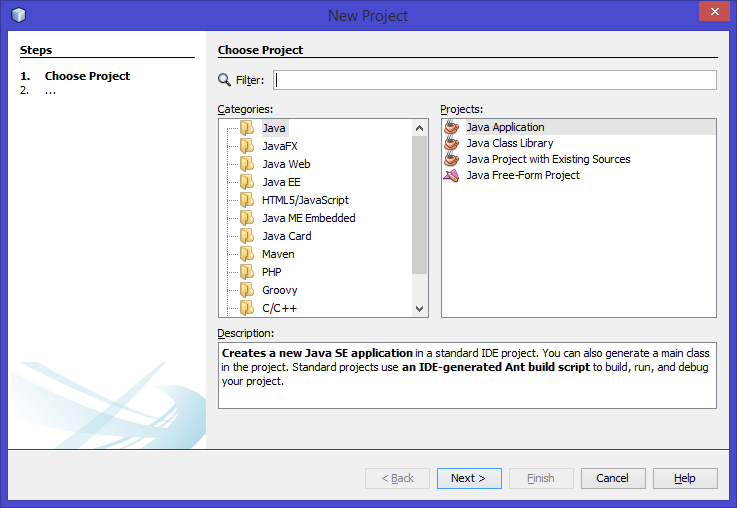 New Project
Steps
1. Choose Project
2. ...
Choose Project
Filter:
Categories:
Java
JavaFX
Java Web
Java EE
HTML5/JavaScript
Java ME Embedded
Java Card
Maven
PHP
Groovy
C/C++
Projects:
Java Application
Java Class Library
Java Project with Existing Sources
Java Free-Form Project
Description:
Creates a new Java SE application in a standard IDE project. You can also generate a main class
in the project. Standard projects use an IDE-generated Ant build script to build, run, and debug
your project.
< Back
Next >
Finish
Cancel
Help